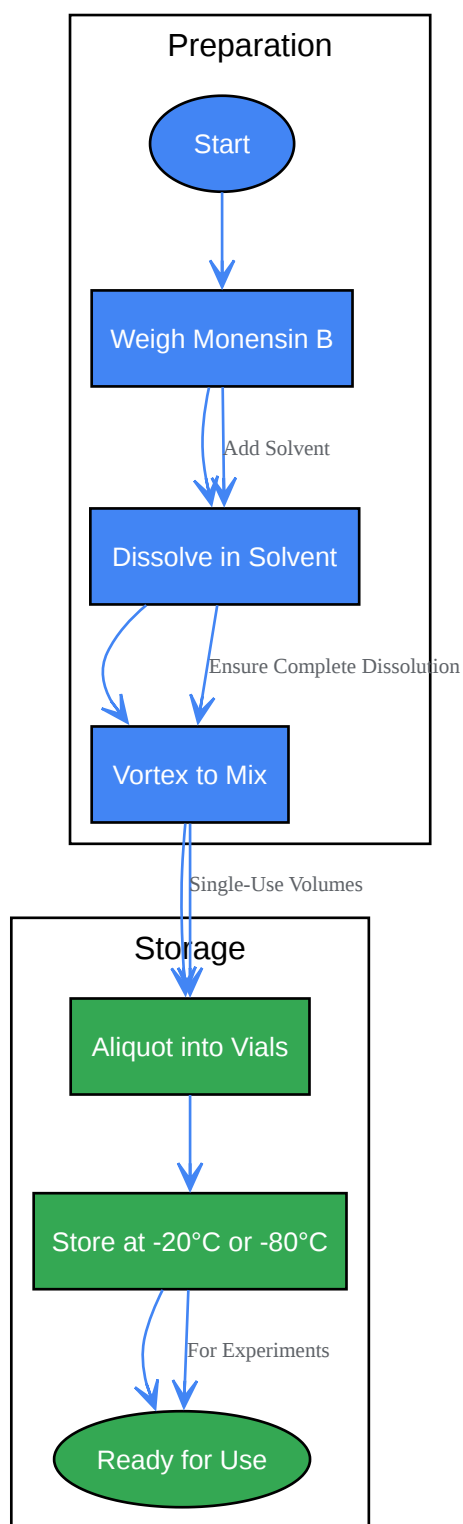 Preparation
Start
Weigh Monensin B
Add Solvent
Dissolve in Solvent
Ensure Complete Dissolution
Vortex to Mix
Single-Use Volumes
Storage
Aliquot into Vials
Store at -20°C or -80°C
For Experiments
Ready for Use